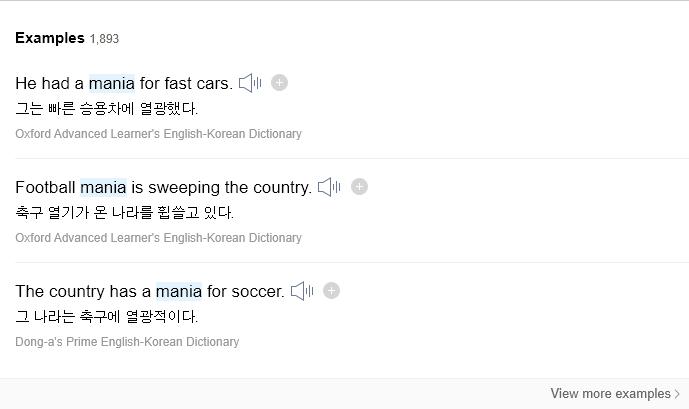 Examples 1,893
He had a mania for fast cars.
그는 빠른 승용차에 열광했다.
Oxford Advanced Learner's English-Korean Dictionary
Football mania is sweeping the country.
축구 열기가 온 나라를 휩쓸고 있다.
Oxford Advanced Learner's English-Korean Dictionary
The country has a mania for soccer.
그 나라는 축구에 열광적이다.
Dong-a's Prime English-Korean Dictionary
View more examples